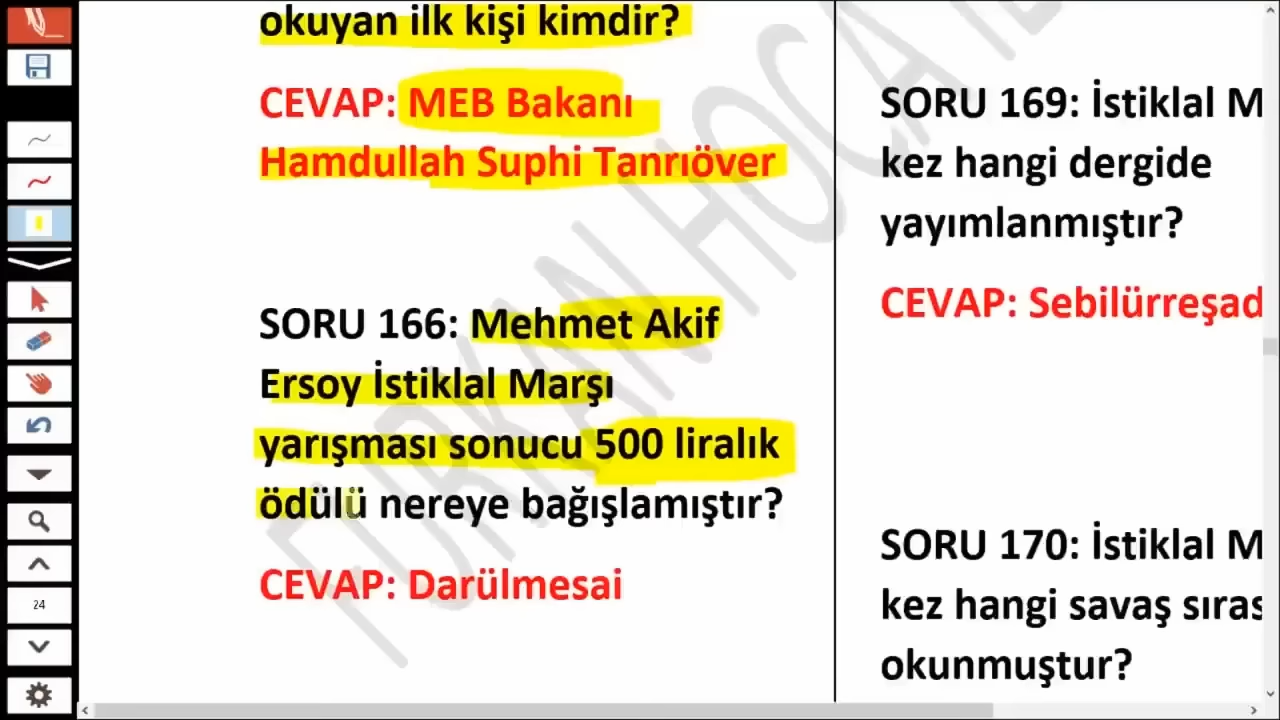 okuyan ilk kişi kimdir?
CEVAP: MEB Bakanı
Hamdullah Suphi Tanrıöver
SORU 166: Mehmet Akif
Ersoy İstiklal Marşı
yarışması sonucu 500 liralık
ödülü nereye bağışlamıştır?
CEVAP: Darülmesai
SORU 169: İstiklal M
kez hangi dergide
yayımlanmıştır?
CEVAP: Sebilürreşad
SORU 170: İstiklal M
kez hangi savaş sıras
okunmuştur?
FURKAN HOCA
24